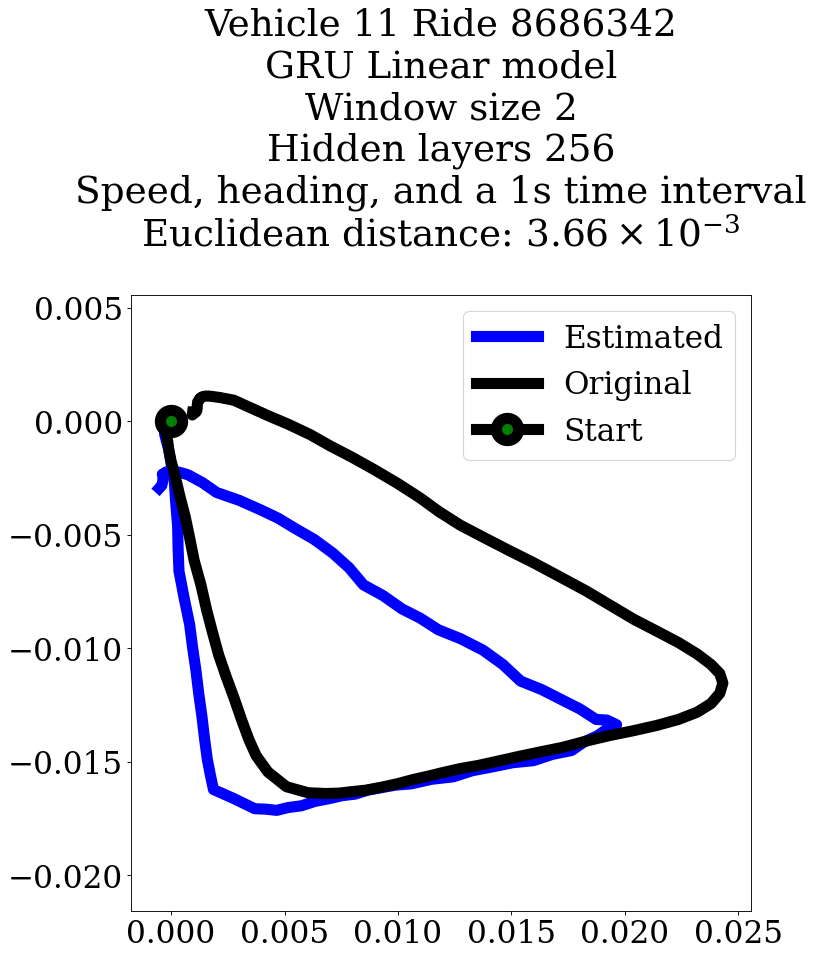 Vehicle 11 Ride 8686342
GRU Linear model
Window size 2
Hidden layers 256
Speed, heading, and a 1s time interval
Euclidean distance: 3.66 × 10⁻³
0.005
0.000
−0.005
−0.010
−0.015
−0.020
Estimated
Original
Start
0.000 0.005 0.010 0.015 0.020 0.025